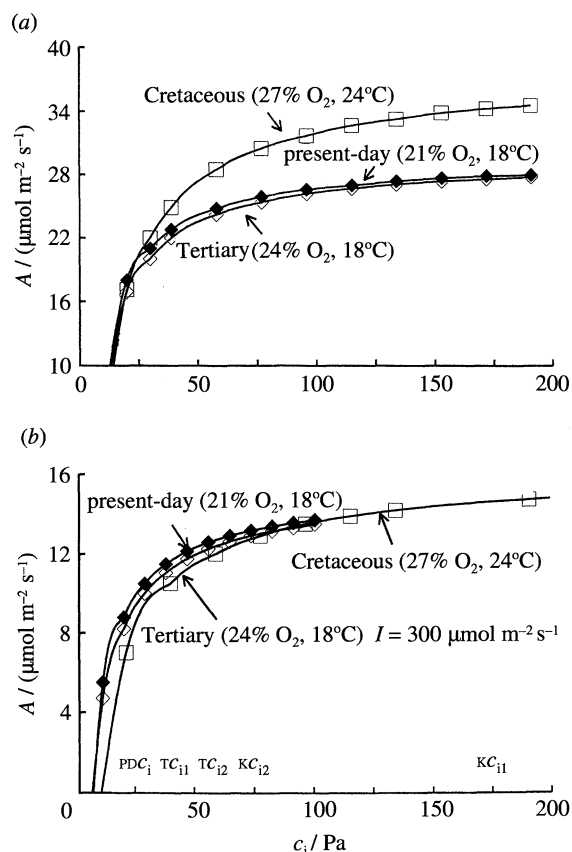 (a)
40
34
28
22
16
10
A / (μmol m⁻² s⁻¹)
Cretaceous (27% O₂, 24°C)
present-day (21% O₂, 18°C)
Tertiary (24% O₂, 18°C)
0
50
100
150
200
(b)
16
12
8
4
A / (μmol m⁻² s⁻¹)
present-day (21% O₂, 18°C)
Cretaceous (27% O₂, 24°C)
Tertiary (24% O₂, 18°C) I = 300 μmol m⁻² s⁻¹
PDCᵢ TCᵢ₁ TCᵢ₂ KCᵢ₂ KCᵢ₁
0
50
100
150
200
cᵢ / Pa